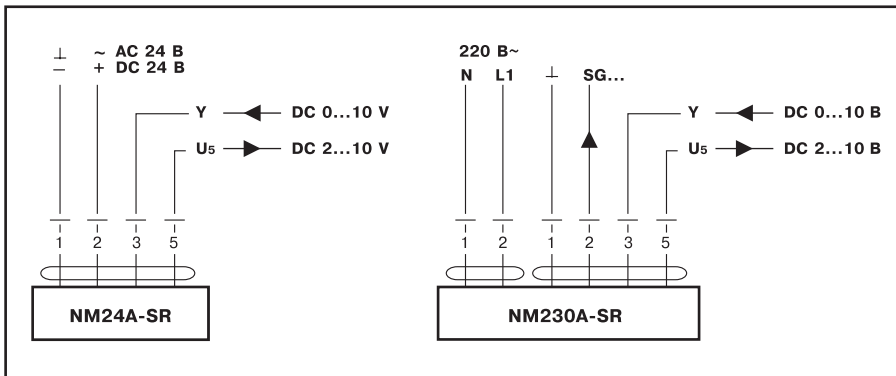 ⊥ ~ AC 24 В
– + DC 24 В
Y DC 0...10 V
U5 DC 2...10 V
1 2 3 5
NM24A-SR
220 В~
N L1 ⊥ SG...
Y DC 0...10 В
U5 DC 2...10 В
1 2 1 2 3 5
NM230A-SR